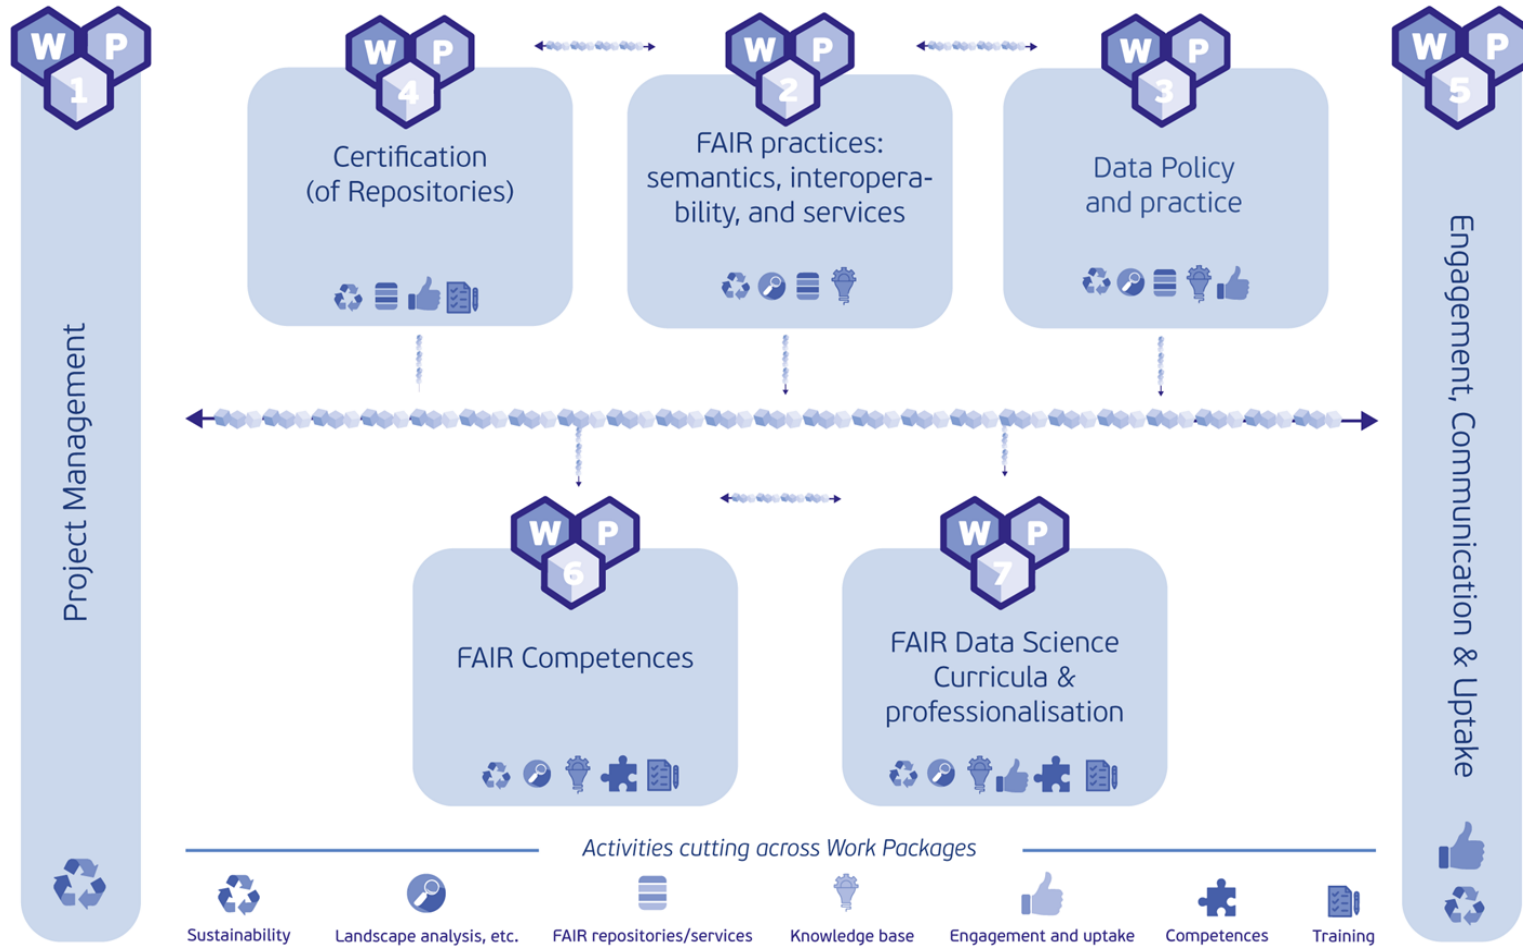 W P
1
Project Management
W P
4
Certification
(of Repositories)
W P
2
FAIR practices:
semantics, interopera-
bility, and services
W P
3
Data Policy
and practice
W P
5
Engagement, Communication & Uptake
W P
6
FAIR Competences
W P
7
FAIR Data Science
Curricula &
professionalisation
Activities cutting across Work Packages
Sustainability
Landscape analysis, etc.
FAIR repositories/services
Knowledge base
Engagement and uptake
Competences
Training